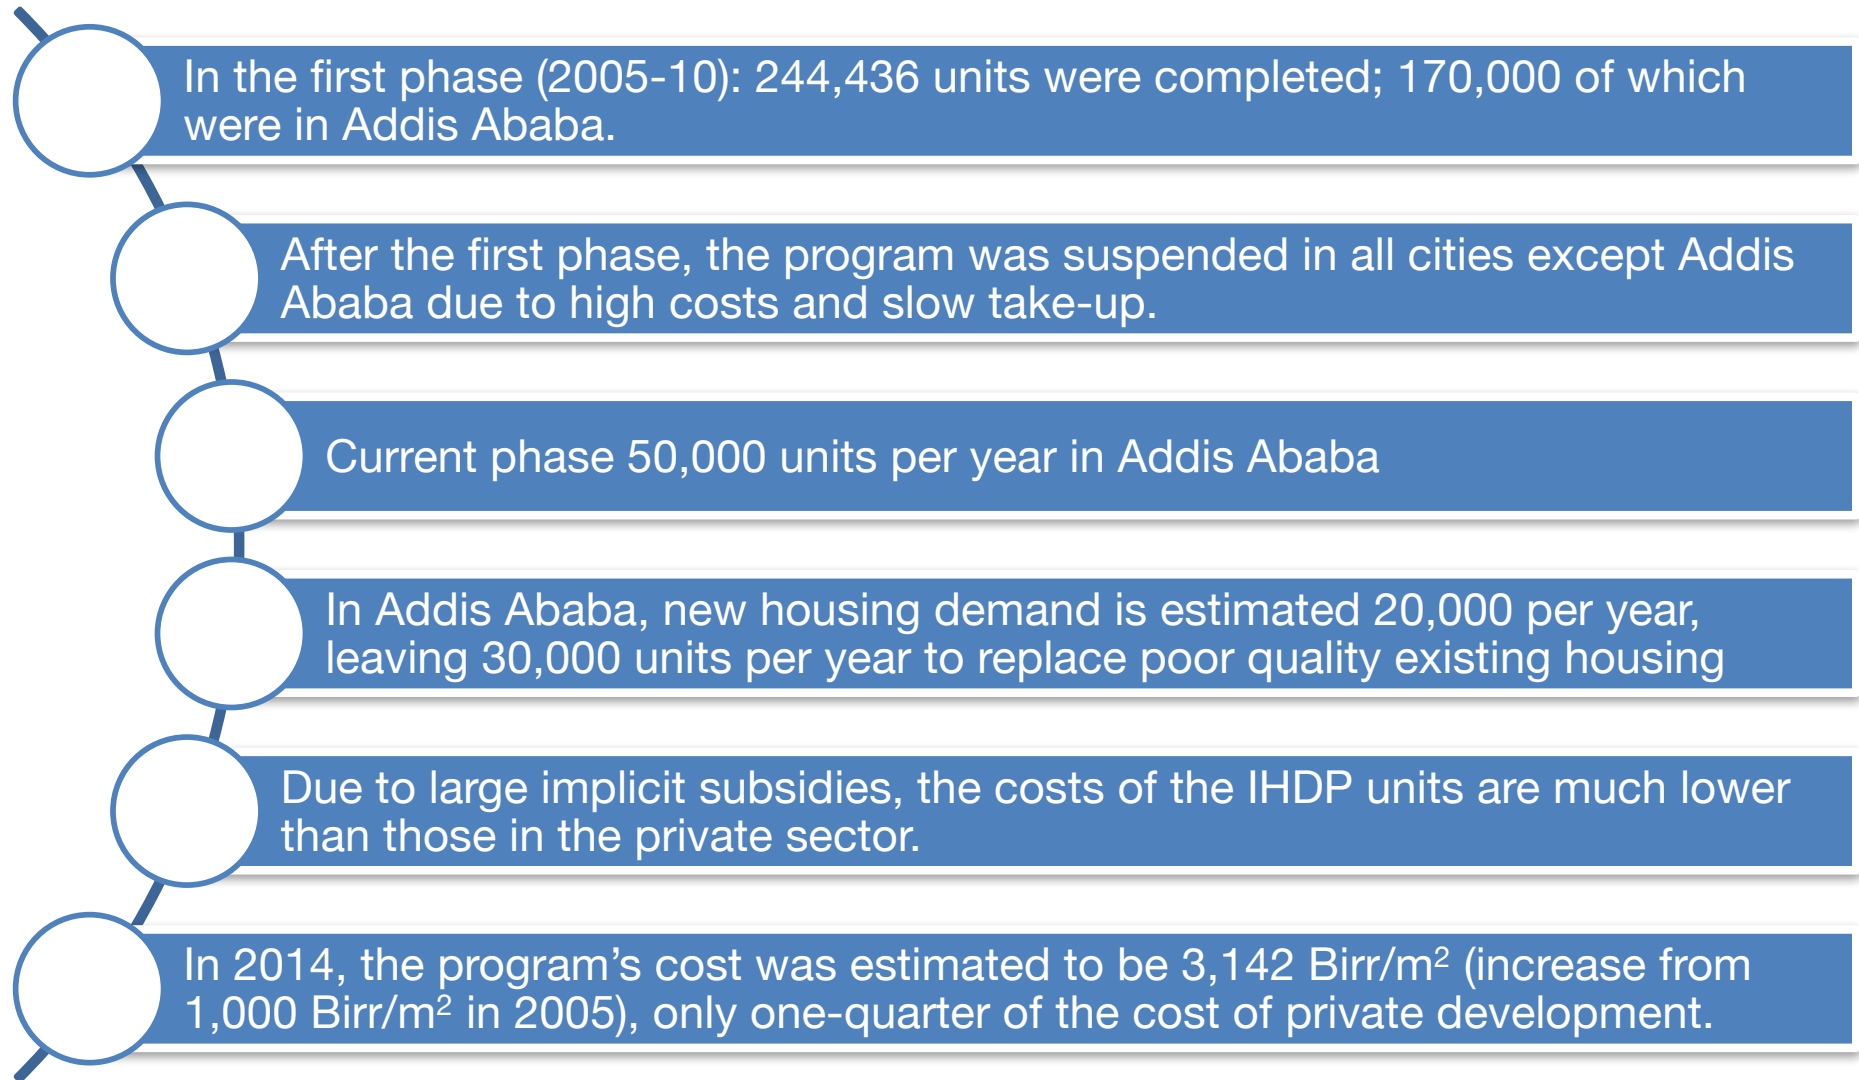 In the first phase (2005-10): 244,436 units were completed; 170,000 of which
were in Addis Ababa.
After the first phase, the program was suspended in all cities except Addis
Ababa due to high costs and slow take-up.
Current phase 50,000 units per year in Addis Ababa
In Addis Ababa, new housing demand is estimated 20,000 per year,
leaving 30,000 units per year to replace poor quality existing housing
Due to large implicit subsidies, the costs of the IHDP units are much lower
than those in the private sector.
In 2014, the program’s cost was estimated to be 3,142 Birr/m² (increase from
1,000 Birr/m² in 2005), only one-quarter of the cost of private development.